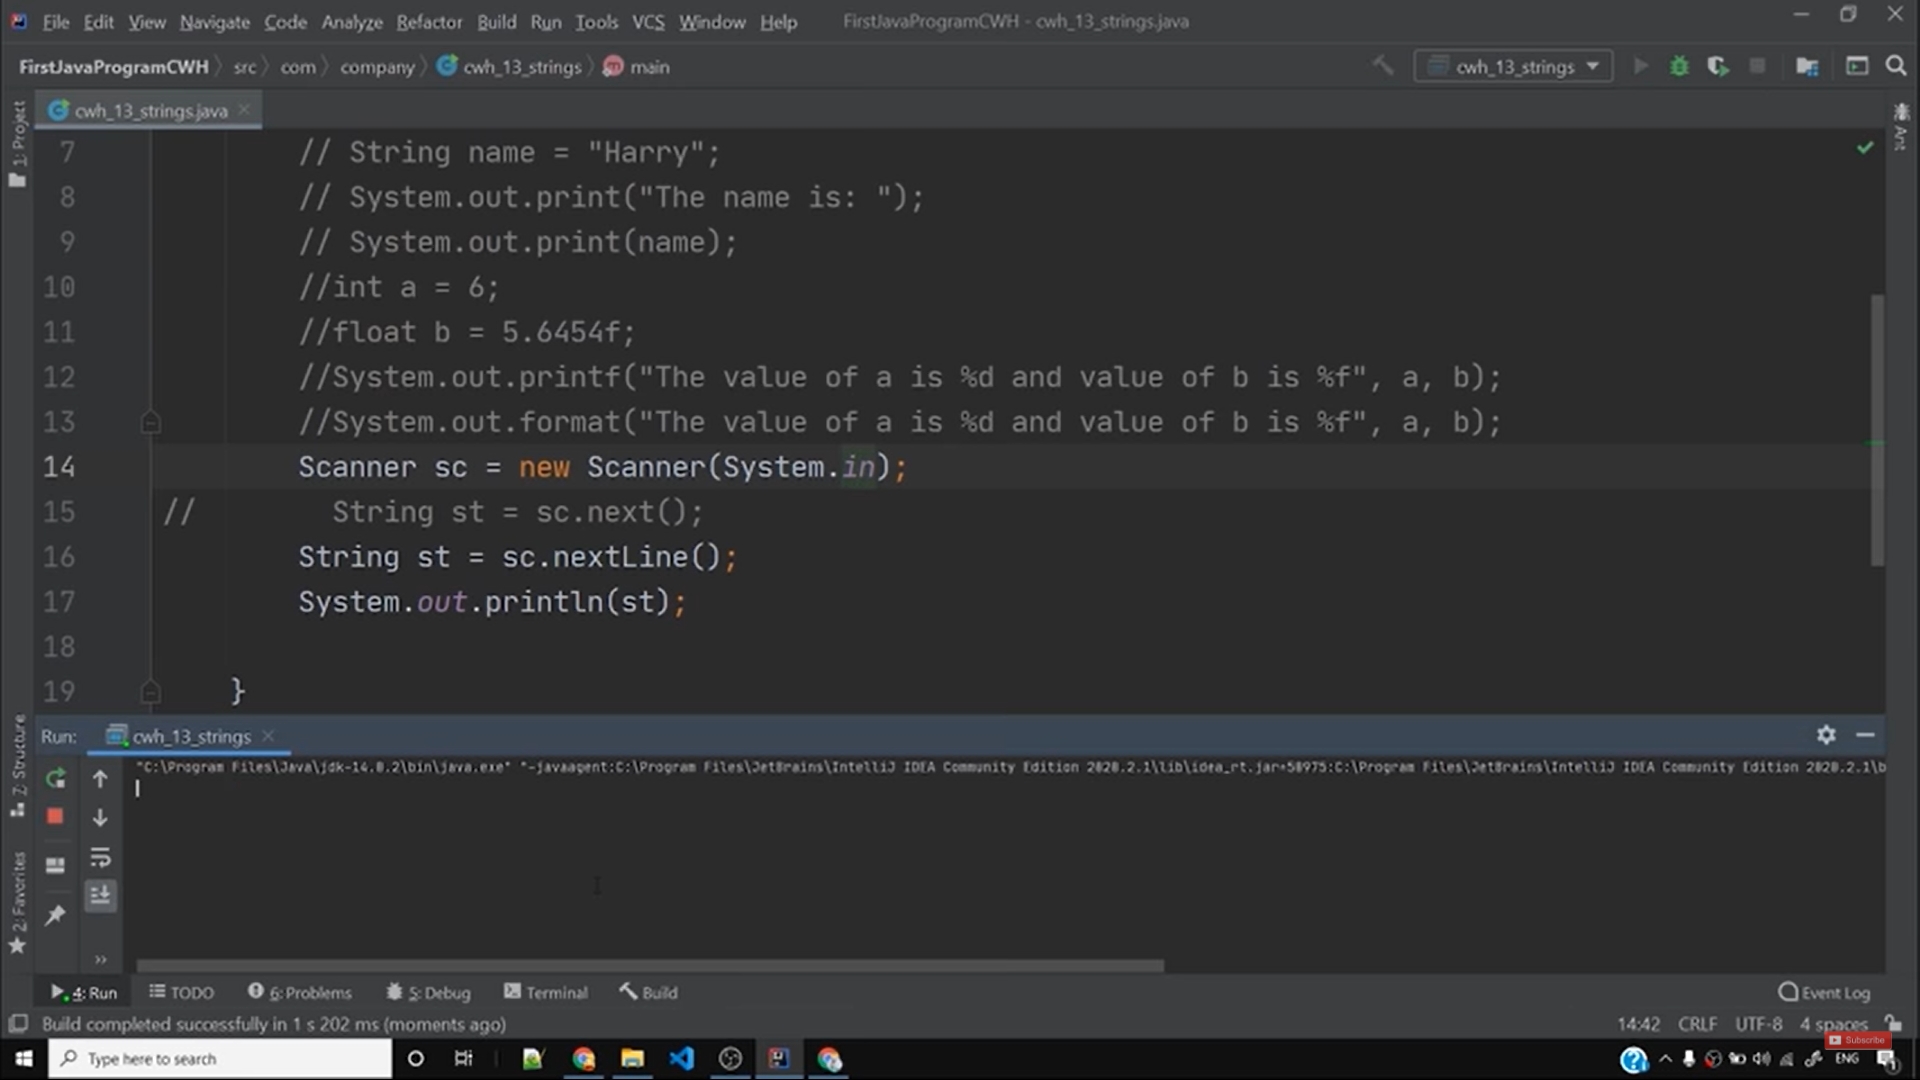 File Edit View Navigate Code Analyze Refactor Build Run Tools VCS Window Help FirstJavaProgramCWH - cwh_13_strings.java
FirstJavaProgramCWH src com company cwh_13_strings main cwh_13_strings
cwh_13_strings.java
1: Project
Ant
7 // String name = "Harry";
8 // System.out.print("The name is: ");
9 // System.out.print(name);
10 //int a = 6;
11 //float b = 5.6454f;
12 //System.out.printf("The value of a is %d and value of b is %f", a, b);
13 //System.out.format("The value of a is %d and value of b is %f", a, b);
14 Scanner sc = new Scanner(System.in);
15 // String st = sc.next();
16 String st = sc.nextLine();
17 System.out.println(st);
18
19 }
7: Structure
2: Favorites
Run: cwh_13_strings
"C:\Program Files\Java\jdk-14.0.2\bin\java.exe" "-javaagent:C:\Program Files\JetBrains\IntelliJ IDEA Community Edition 2020.2.1\lib\idea_rt.jar=58975:C:\Program Files\JetBrains\IntelliJ IDEA Community Edition 2020.2.1\b
4: Run TODO 6: Problems 5: Debug Terminal Build Event Log
Build completed successfully in 1 s 202 ms (moments ago) 14:42 CRLF UTF-8 4 spaces
Subscribe
Type here to search ENG